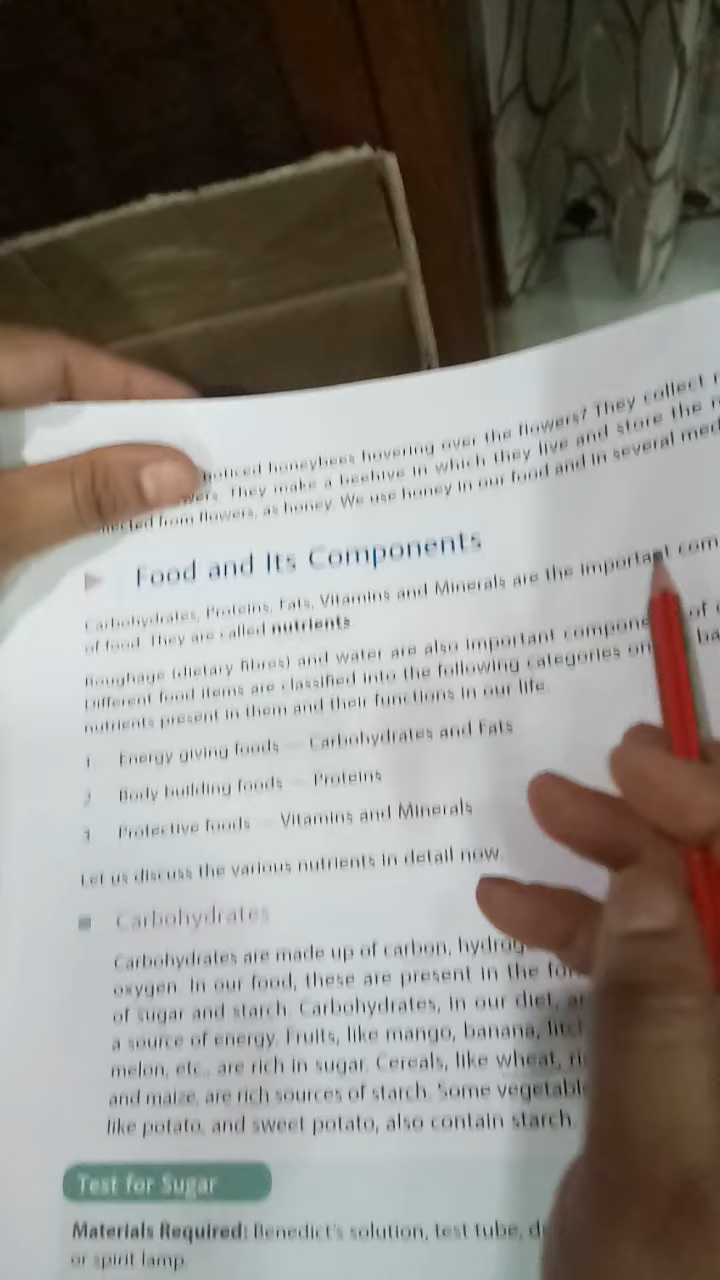 noticed honeybees hovering over the flowers? They collect
They make a beehive in which they live and store the
from flowers, as honey. We use honey in our food and in several
Food and Its Components
Carbohydrates, Proteins, Fats, Vitamins and Minerals are the important com
of food. They are called nutrients.
Roughage (dietary fibres) and water are also important compone of
Different food items are classified into the following categories on ba
nutrients present in them and their functions in our life.
1. Energy giving foods — Carbohydrates and Fats
2. Body building foods — Proteins
3. Protective foods — Vitamins and Minerals
Let us discuss the various nutrients in detail now.
Carbohydrates
Carbohydrates are made up of carbon, hydrog
oxygen. In our food, these are present in the for
of sugar and starch. Carbohydrates, in our diet, ar
a source of energy. Fruits, like mango, banana, litch
melon, etc., are rich in sugar. Cereals, like wheat, ri
and maize, are rich sources of starch. Some vegetabl
like potato, and sweet potato, also contain starch.
Test for Sugar
Materials Required: Benedict's solution, test tube, d
or spirit lamp.